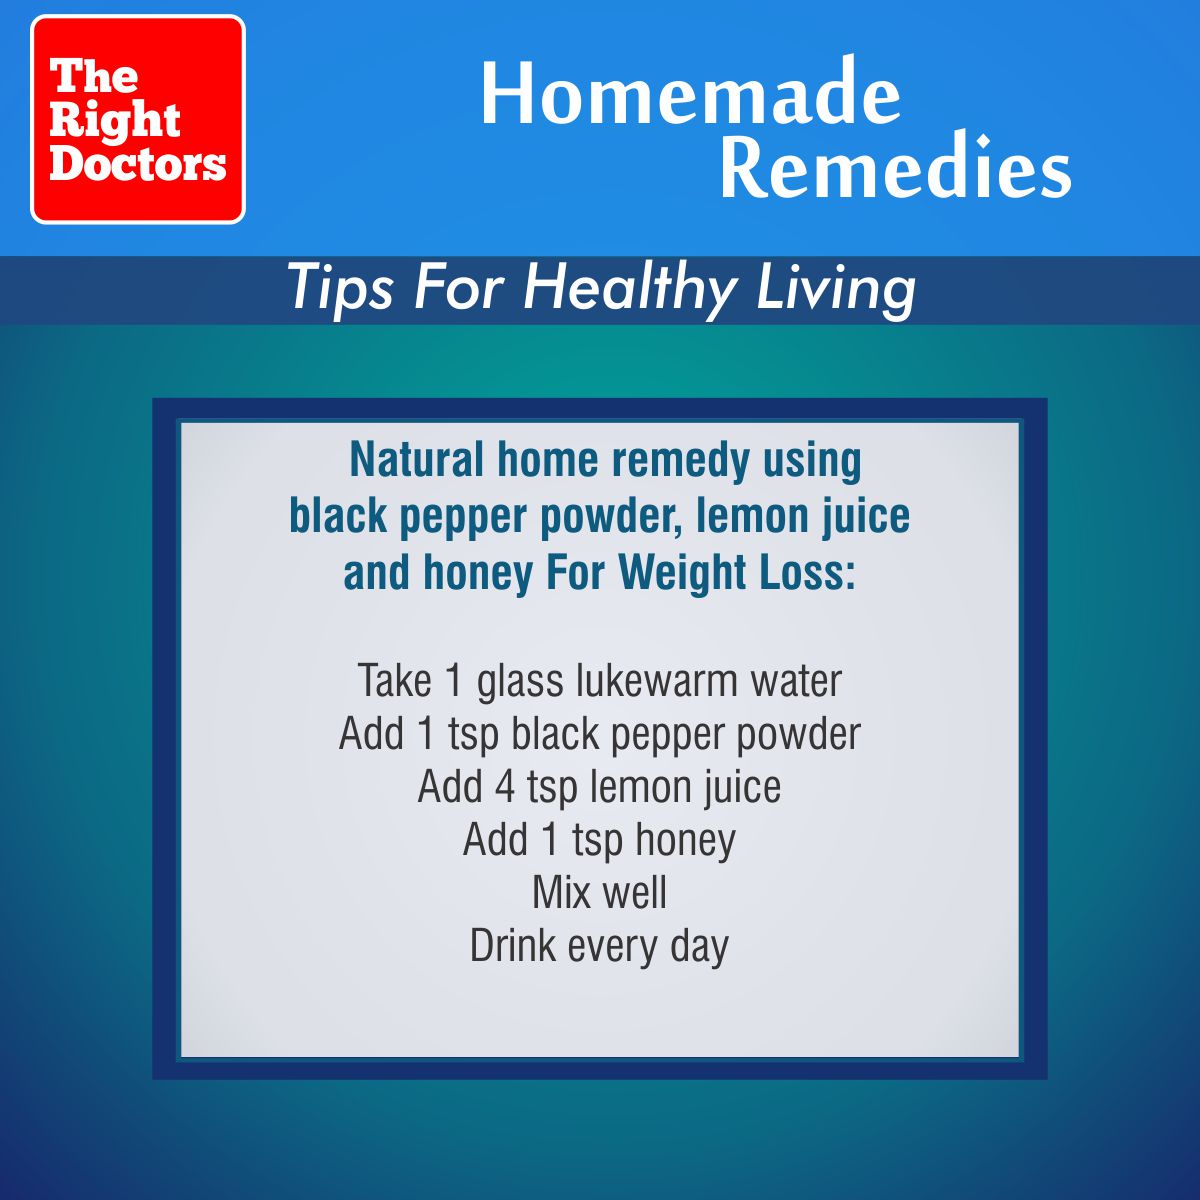 The
Right
Doctors
Homemade
Remedies
Tips For Healthy Living
Natural home remedy using
black pepper powder, lemon juice
and honey For Weight Loss:
Take 1 glass lukewarm water
Add 1 tsp black pepper powder
Add 4 tsp lemon juice
Add 1 tsp honey
Mix well
Drink every day